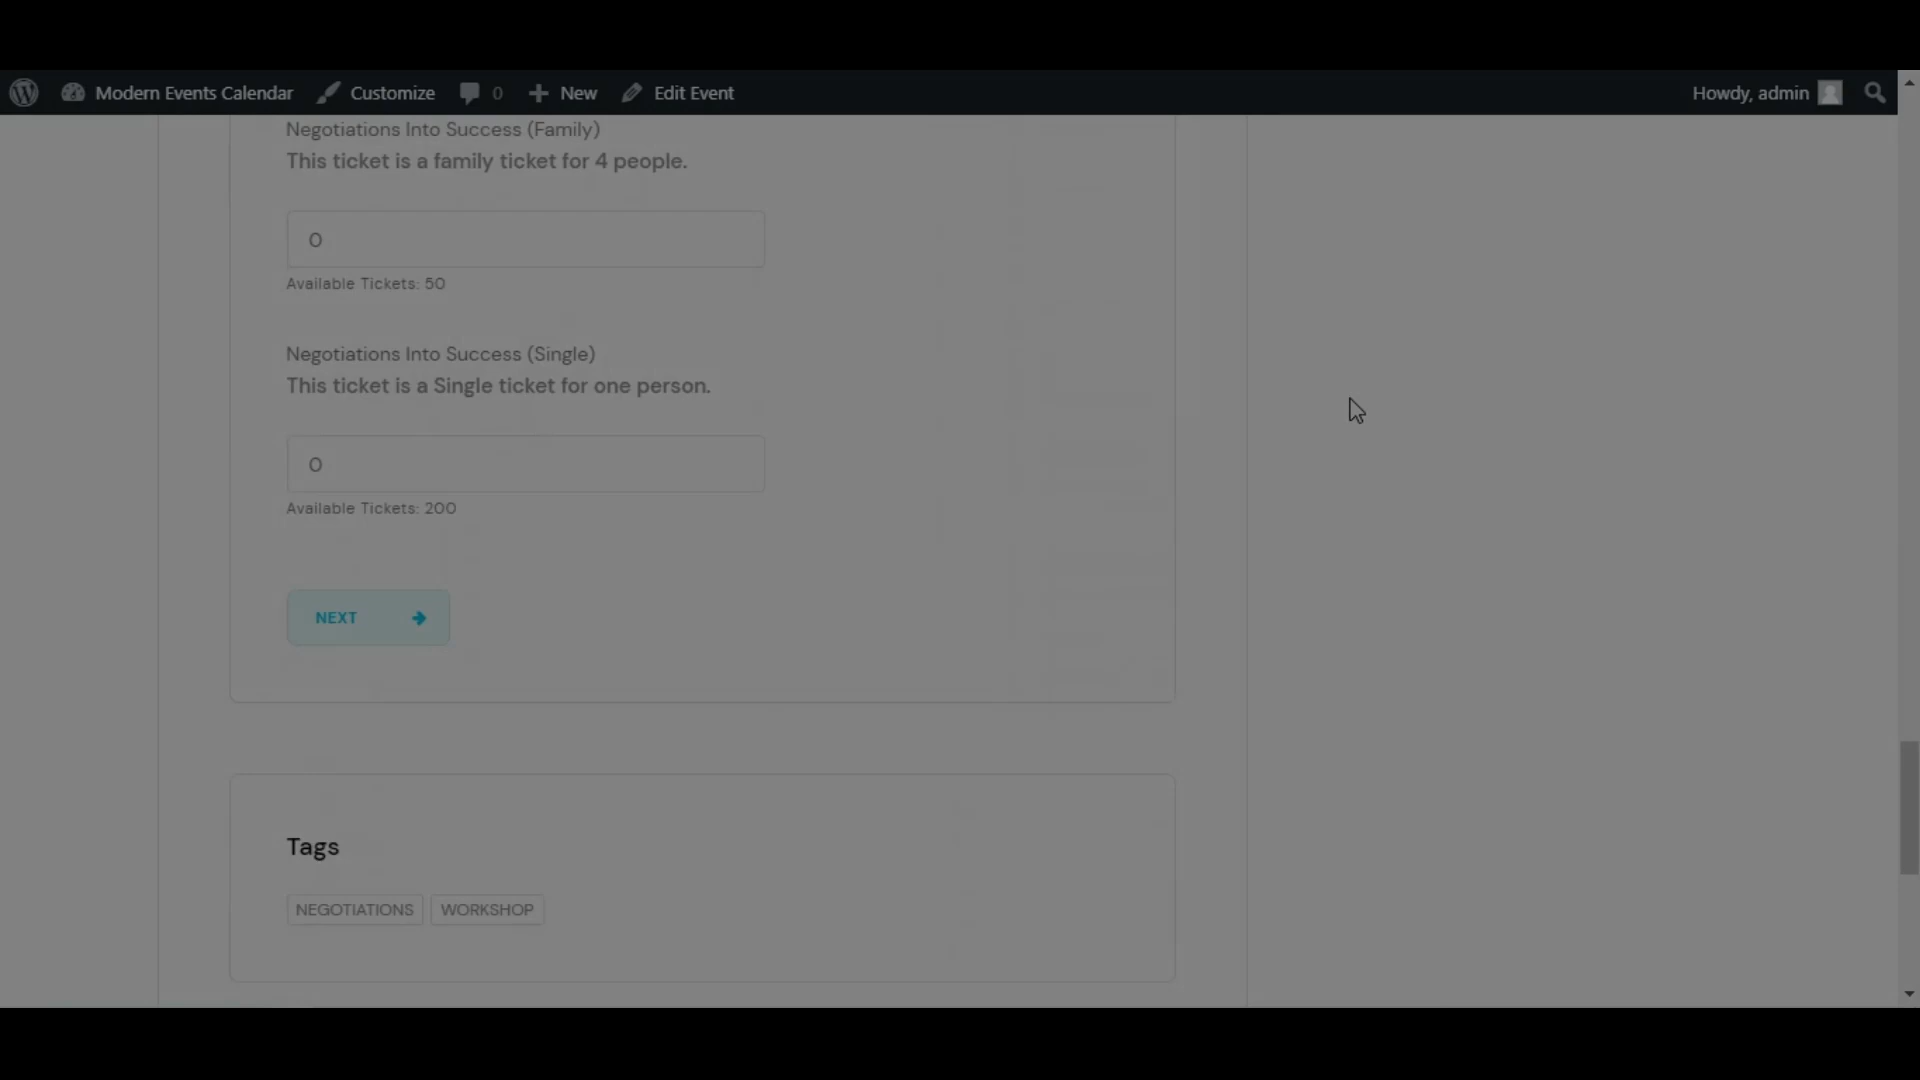 Modern Events Calendar Customize 0 New Edit Event Howdy, admin
Negotiations Into Success (Family)
This ticket is a family ticket for 4 people.
0
Available Tickets: 50
Negotiations Into Success (Single)
This ticket is a Single ticket for one person.
0
Available Tickets: 200
NEXT
Tags
NEGOTIATIONS WORKSHOP